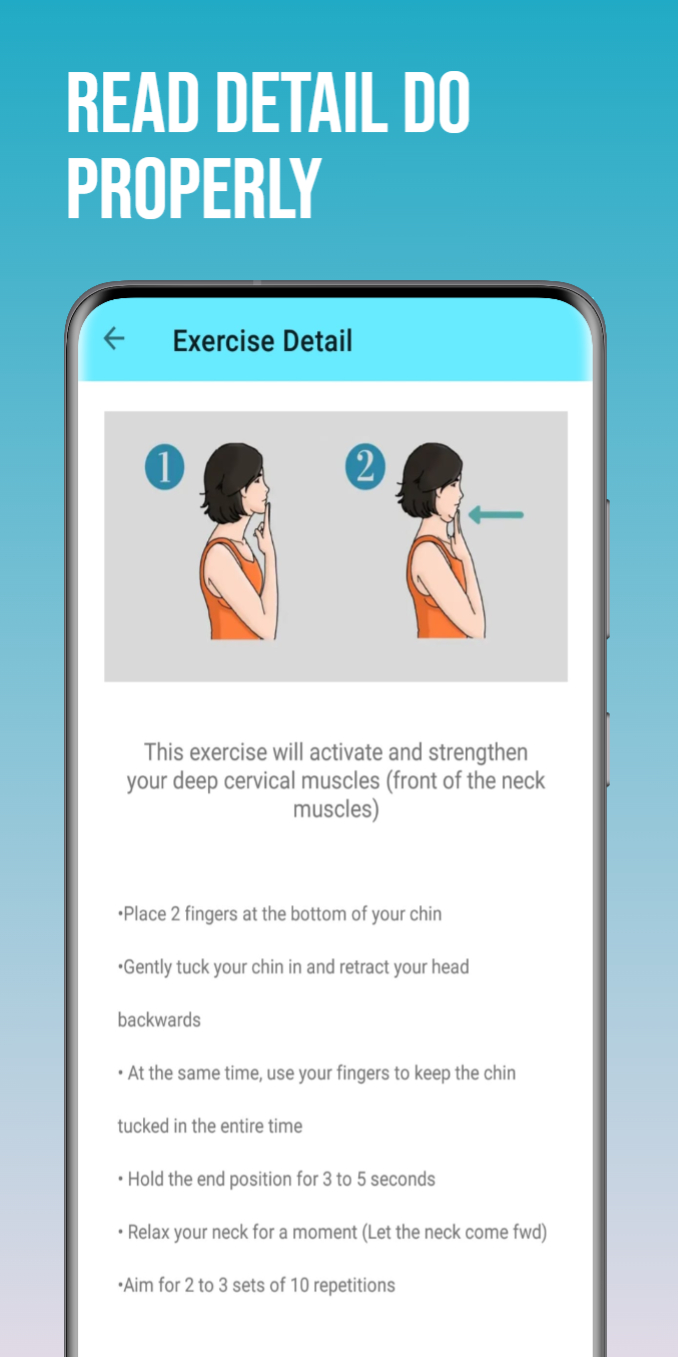 READ DETAIL DO
PROPERLY
Exercise Detail
1
2
This exercise will activate and strengthen
your deep cervical muscles (front of the neck
muscles)
•Place 2 fingers at the bottom of your chin
•Gently tuck your chin in and retract your head
backwards
• At the same time, use your fingers to keep the chin
tucked in the entire time
• Hold the end position for 3 to 5 seconds
• Relax your neck for a moment (Let the neck come fwd)
•Aim for 2 to 3 sets of 10 repetitions